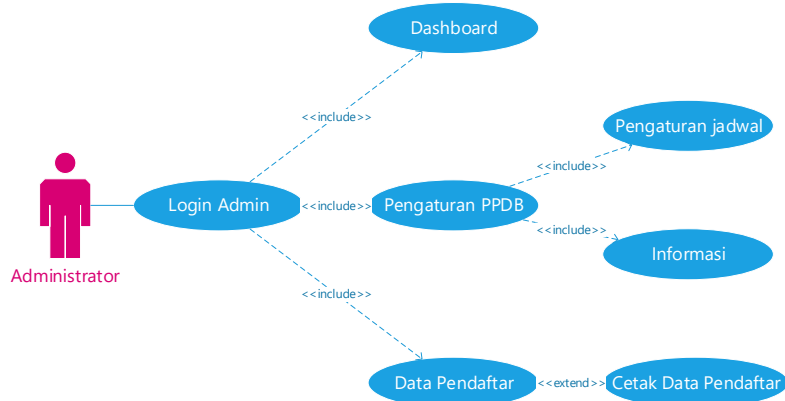 Dashboard
<<include>>
Pengaturan jadwal
<<include>>
Login Admin
<<include>>
Pengaturan PPDB
<<include>>
Informasi
Administrator
<<include>>
Data Pendaftar
<<extend>>
Cetak Data Pendaftar